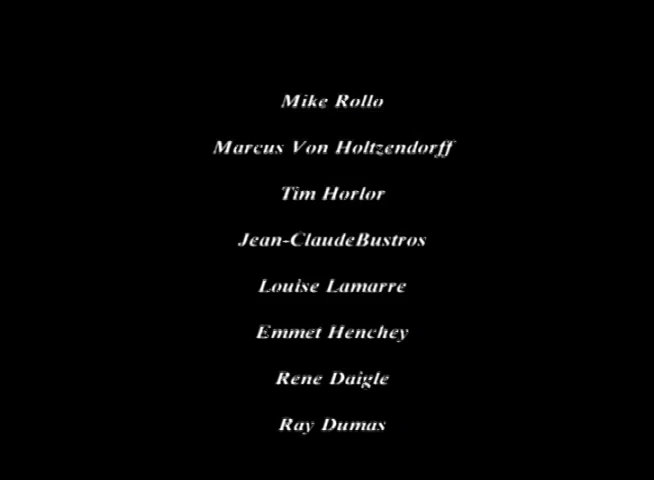 Mike Rollo
Marcus Von Holtzendorff
Tim Horlor
Jean-ClaudeBustros
Louise Lamarre
Emmet Henchey
Rene Daigle
Ray Dumas